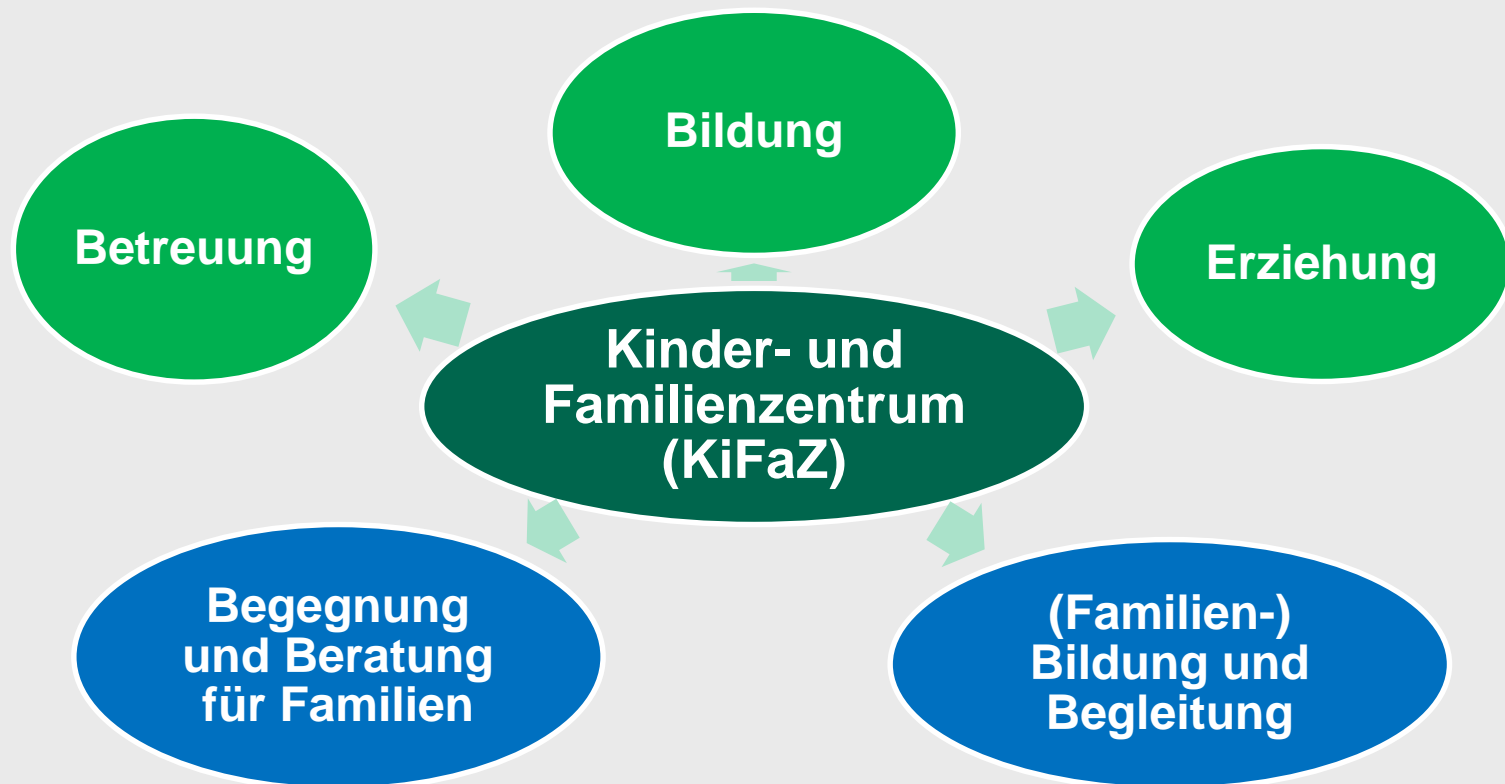 Bildung
Betreuung
Erziehung
Kinder- und
Familienzentrum
(KiFaZ)
Begegnung
und Beratung
für Familien
(Familien-)
Bildung und
Begleitung